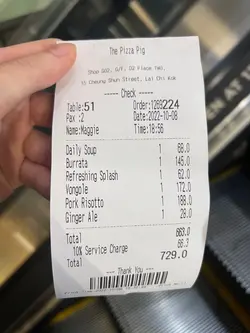 The Pizza Pig
Shop G02, G/F, D2 Place Two,
15 Cheung Shun Street, Lai Chi Kok
----- Check -----
Table:51 Order:1289224
Pax :2 Date:2022-10-08
Name:Maggie Time:18:56
Daily Soup 1 68.0
Burrata 1 145.0
Refreshing Splash 1 62.0
Vongole 1 172.0
Pork Risotto 1 188.0
Ginger Ale 1 28.0
Total 663.0
10% Service Charge 66.3
Total 729.0
---- Thank You ----